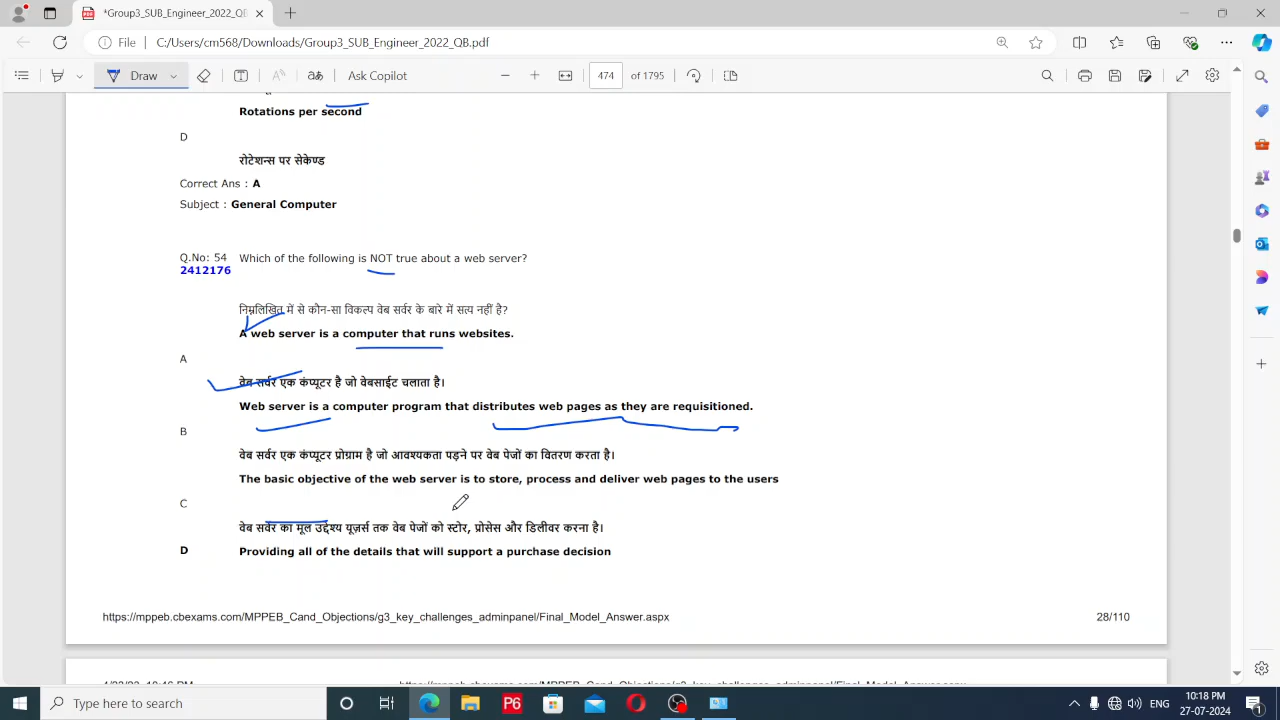 *Group3_SUB_Engineer_2022_QB.
File C:/Users/cm568/Downloads/Group3_SUB_Engineer_2022_QB.pdf
Draw Ask Copilot 474 of 1795
Rotations per second
D
रोटेशन्स पर सेकेण्ड
Correct Ans : A
Subject : General Computer
Q.No: 54 Which of the following is NOT true about a web server?
2412176
निम्नलिखित में से कौन-सा विकल्प वेब सर्वर के बारे में सत्य नहीं है?
A web server is a computer that runs websites.
A
वेब सर्वर एक कंप्यूटर है जो वेबसाईट चलाता है।
Web server is a computer program that distributes web pages as they are requisitioned.
B
वेब सर्वर एक कंप्यूटर प्रोग्राम है जो आवश्यकता पड़ने पर वेब पेजों का वितरण करता है।
The basic objective of the web server is to store, process and deliver web pages to the users
C
वेब सर्वर का मूल उद्देश्य यूज़र्स तक वेब पेजों को स्टोर, प्रोसेस और डिलीवर करना है।
D Providing all of the details that will support a purchase decision
https://mppeb.cbexams.com/MPPEB_Cand_Objections/g3_key_challenges_adminpanel/Final_Model_Answer.aspx 28/110
Type here to search
P6
ENG
10:18 PM
27-07-2024